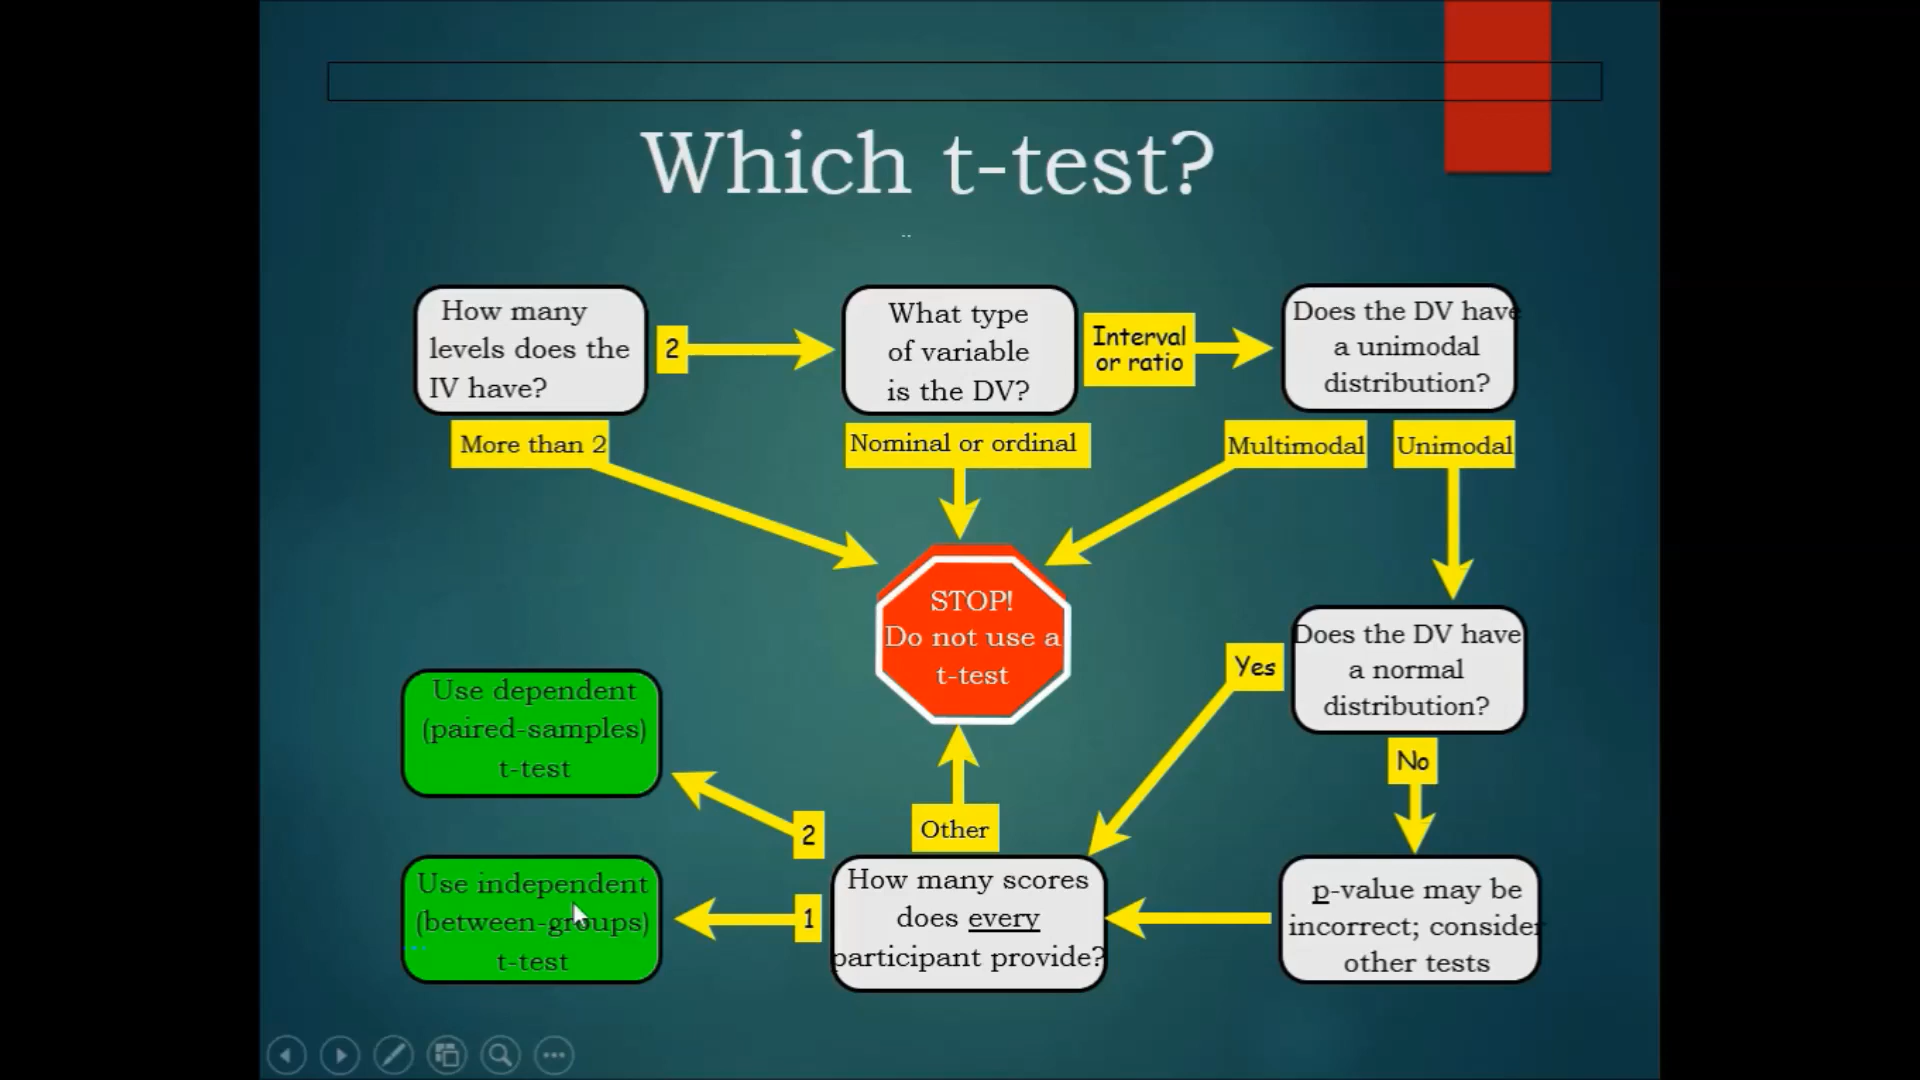 Which t-test?
How many
levels does the
IV have?
2
What type
of variable
is the DV?
Interval
or ratio
Does the DV have
a unimodal
distribution?
More than 2
Nominal or ordinal
Multimodal
Unimodal
STOP!
Do not use a
t-test
Yes
Does the DV have
a normal
distribution?
No
Use dependent
(paired-samples)
t-test
2
Other
Use independent
(between-groups)
t-test
1
How many scores
does every
participant provide?
p-value may be
incorrect; consider
other tests